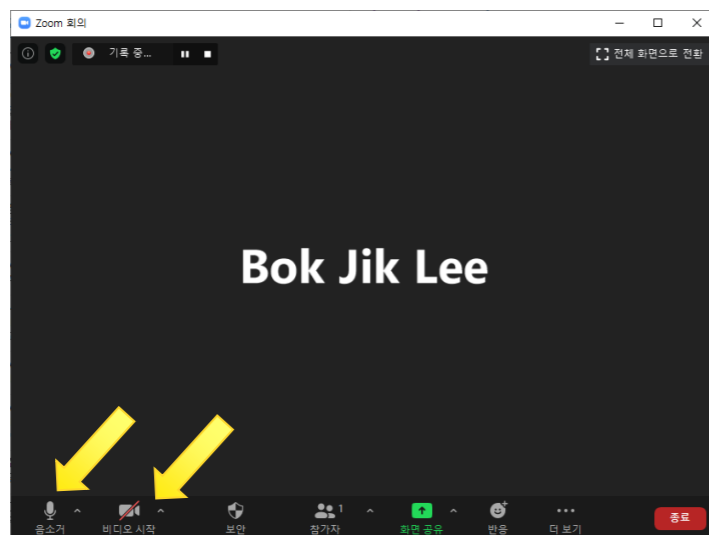 Zoom 회의
기록 중...
전체 화면으로 전환
Bok Jik Lee
1
음소거 비디오 시작 보안 참가자 화면 공유 반응 더 보기 종료